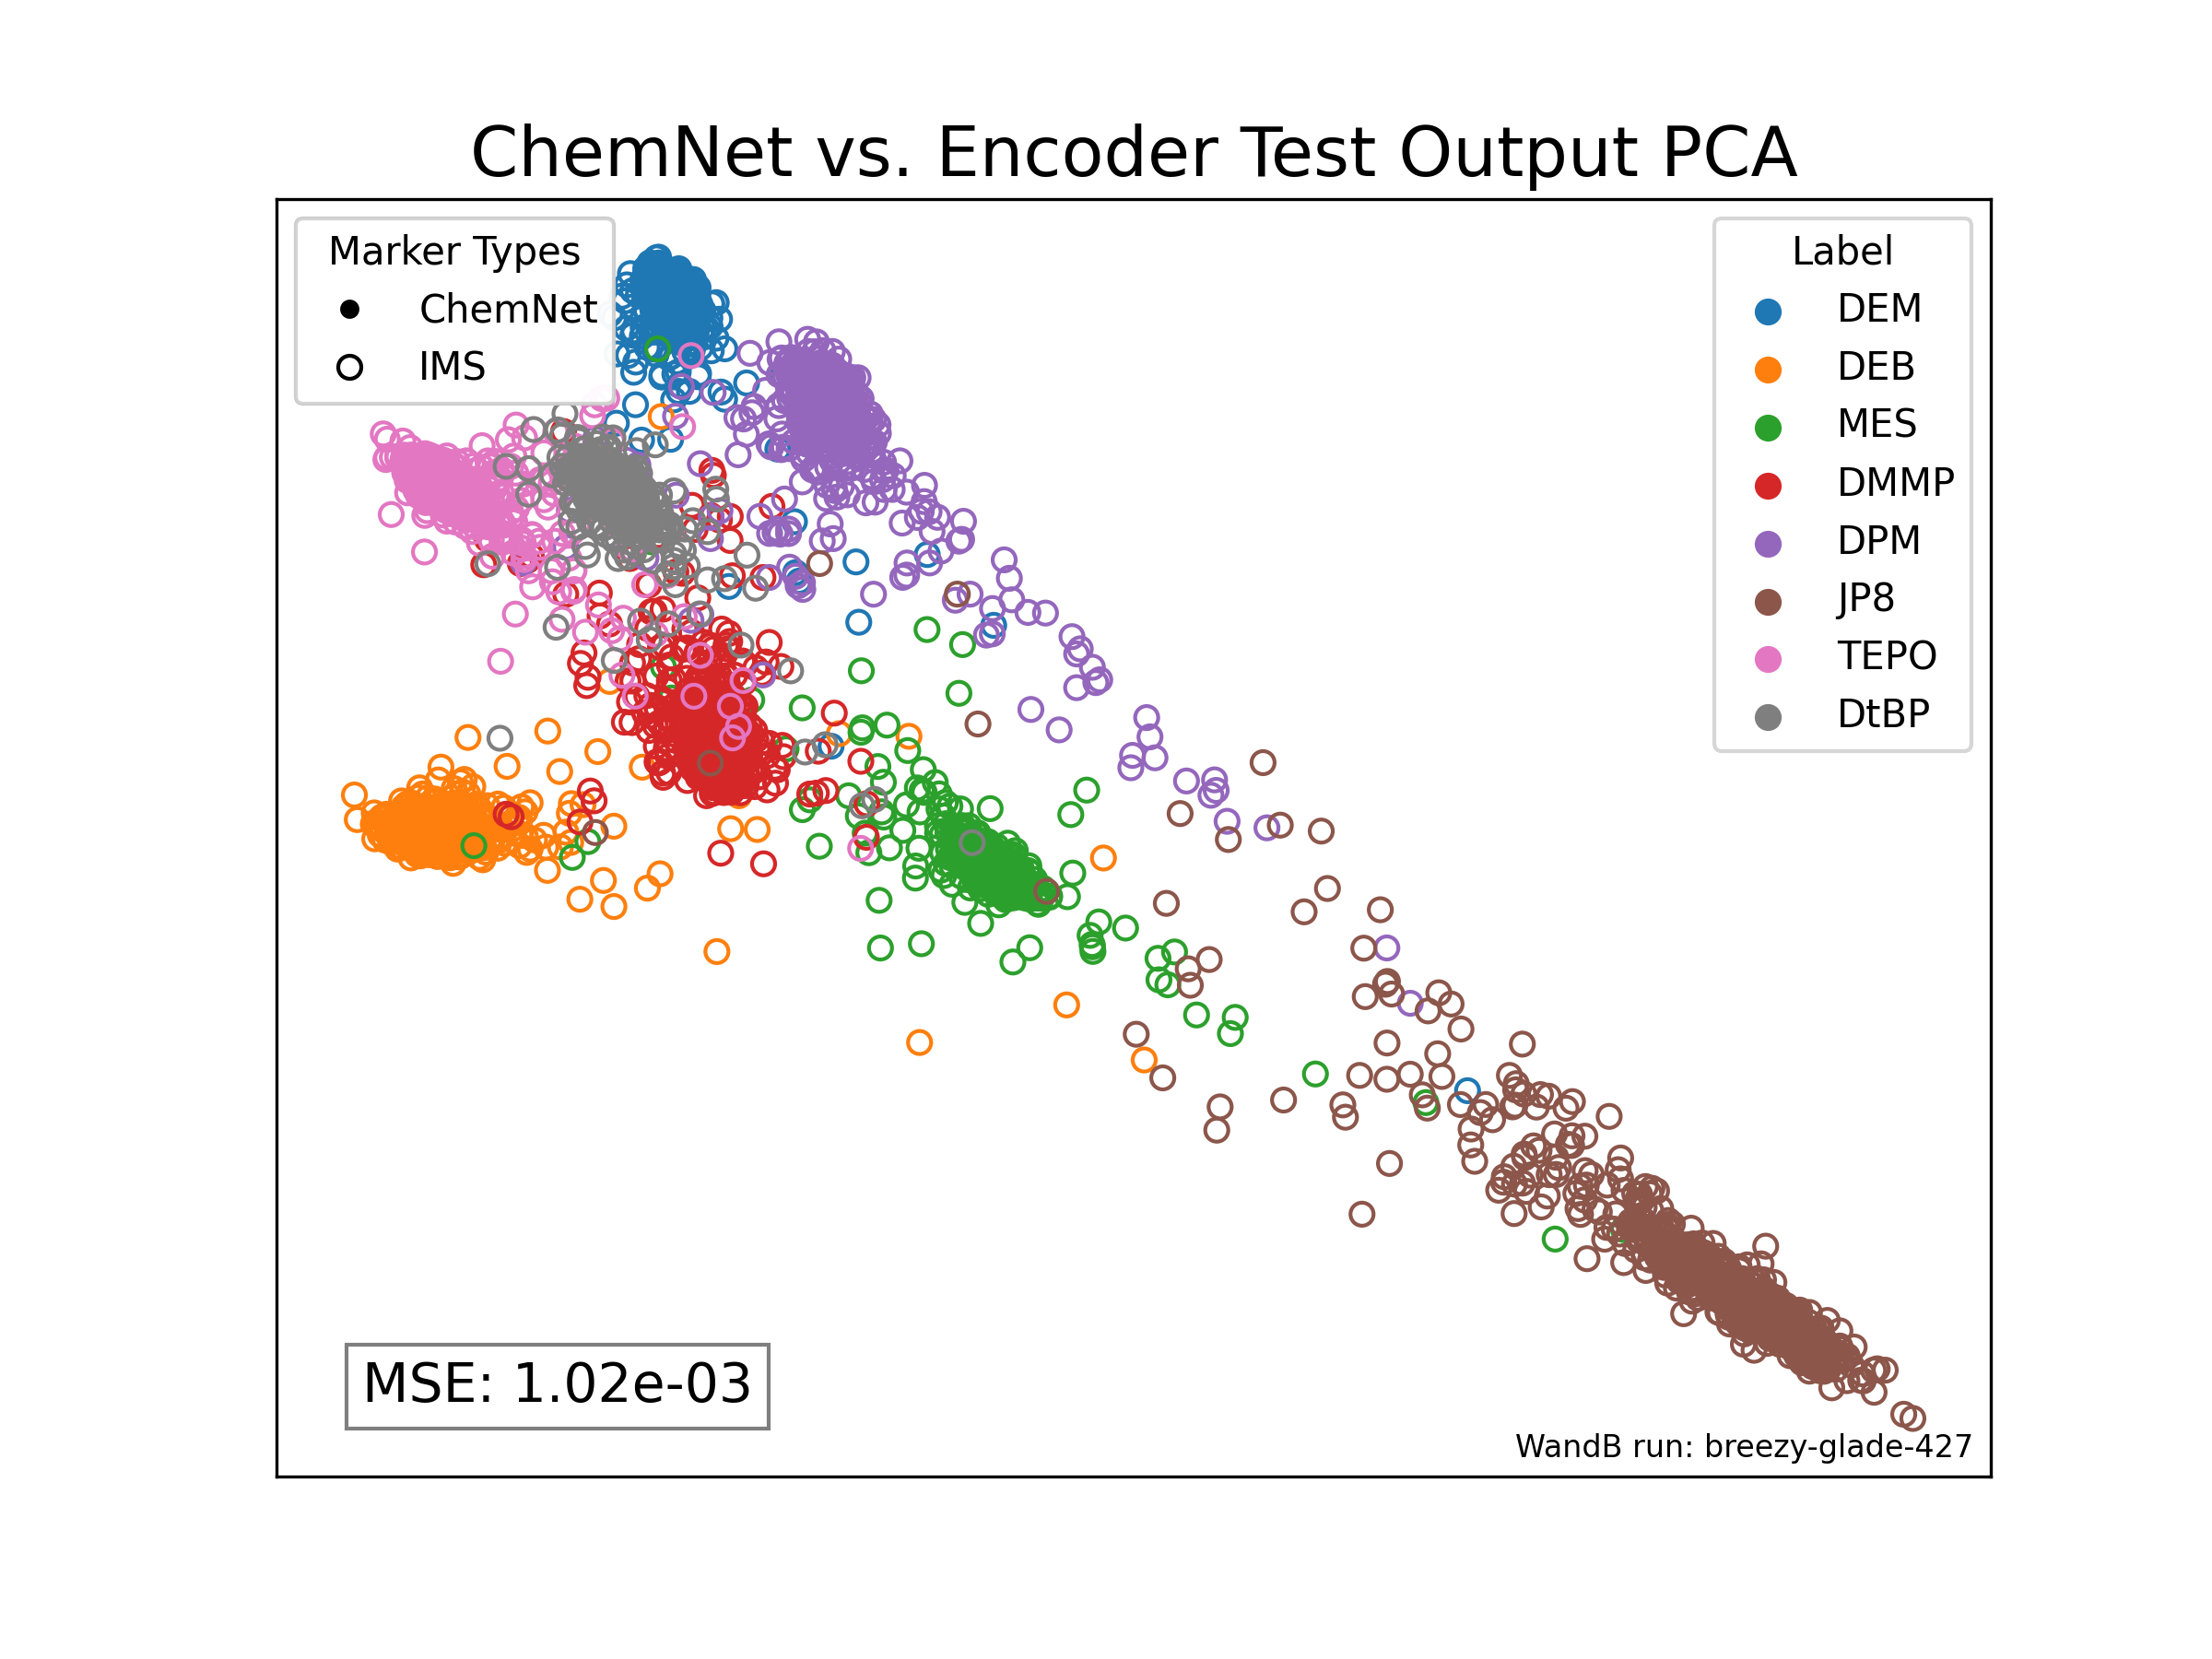 ChemNet vs. Encoder Test Output PCA
Marker Types
ChemNet
IMS
Label
DEM
DEB
MES
DMMP
DPM
JP8
TEPO
DtBP
MSE: 1.02e-03
WandB run: breezy-glade-427